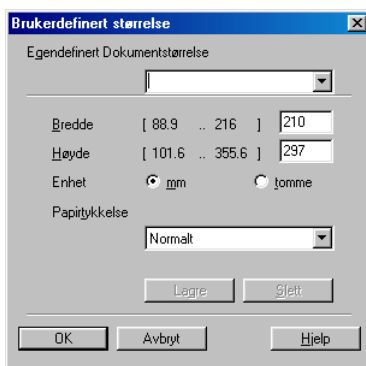 Brukerdefinert størrelse
Egendefinert Dokumentstørrelse
Bredde [ 88.9 .. 216 ] 210
Høyde [ 101.6 .. 355.6 ] 297
Enhet mm tomme
Papirtykkelse
Normalt
Lagre Slett
OK Avbryt Hjelp